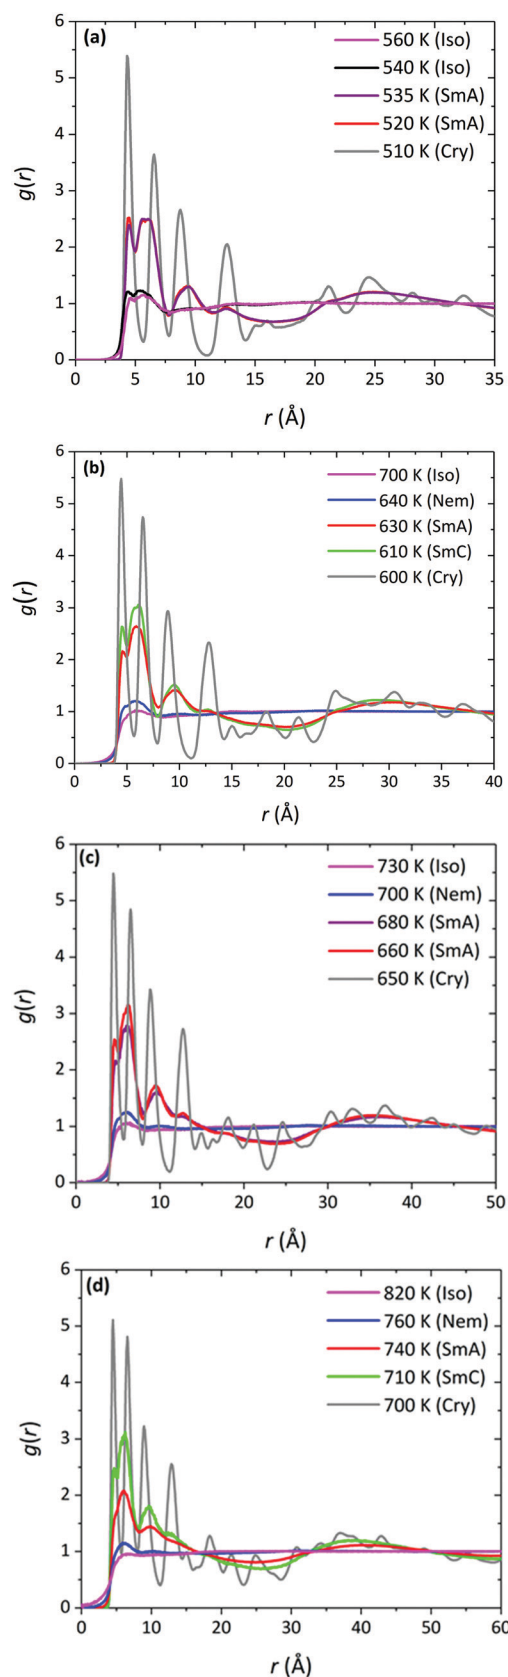 (a)
560 K (Iso)
540 K (Iso)
535 K (SmA)
520 K (SmA)
510 K (Cry)
g(r)
6
5
4
3
2
1
0
0 5 10 15 20 25 30 35
r (Å)
(b)
700 K (Iso)
640 K (Nem)
630 K (SmA)
610 K (SmC)
600 K (Cry)
g(r)
6
5
4
3
2
1
0
0 5 10 15 20 25 30 35 40
r (Å)
(c)
730 K (Iso)
700 K (Nem)
680 K (SmA)
660 K (SmA)
650 K (Cry)
g(r)
6
5
4
3
2
1
0
0 10 20 30 40 50
r (Å)
(d)
820 K (Iso)
760 K (Nem)
740 K (SmA)
710 K (SmC)
700 K (Cry)
g(r)
6
5
4
3
2
1
0
0 10 20 30 40 50 60
r (Å)